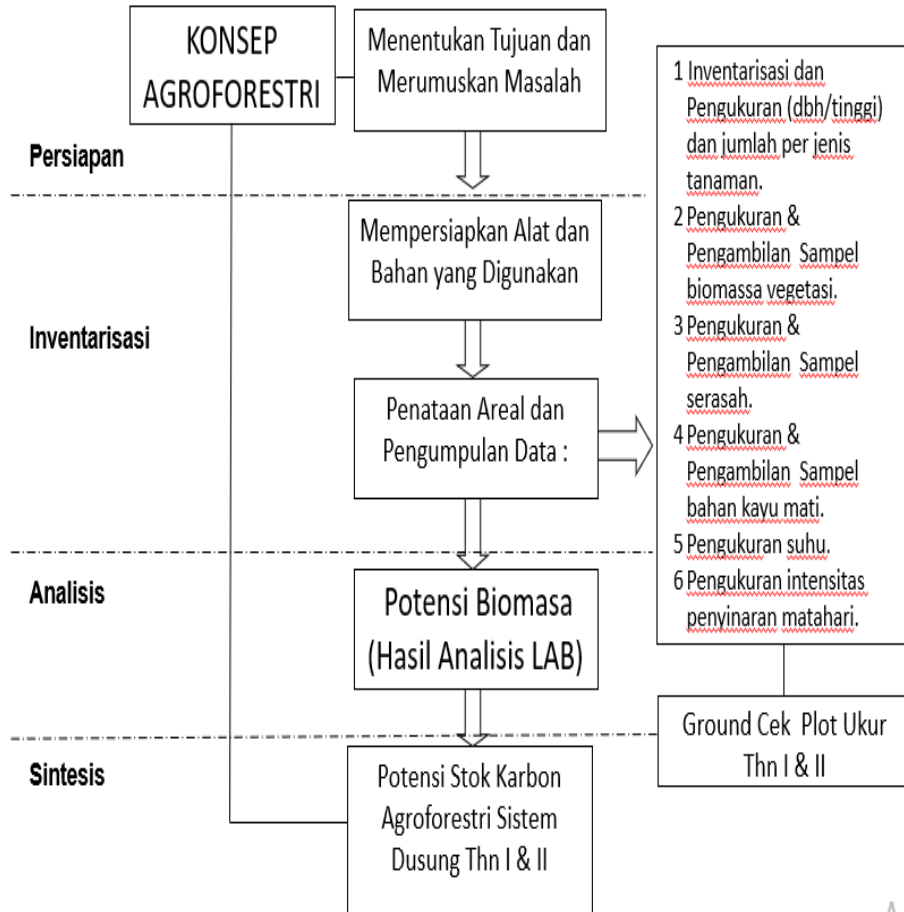 KONSEP
AGROFORESTRI
Menentukan Tujuan dan
Merumuskan Masalah
Persiapan
Mempersiapkan Alat dan
Bahan yang Digunakan
Inventarisasi
Penataan Areal dan
Pengumpulan Data :
1 Inventarisasi dan
Pengukuran (dbh/tinggi)
dan jumlah per jenis
tanaman.
2 Pengukuran &
Pengambilan Sampel
biomassa vegetasi.
3 Pengukuran &
Pengambilan Sampel
serasah.
4 Pengukuran &
Pengambilan Sampel
bahan kayu mati.
5 Pengukuran suhu.
6 Pengukuran intensitas
penyinaran matahari.
Analisis
Potensi Biomasa
(Hasil Analisis LAB)
Ground Cek Plot Ukur
Thn I & II
Sintesis
Potensi Stok Karbon
Agroforestri Sistem
Dusung Thn I & II
A